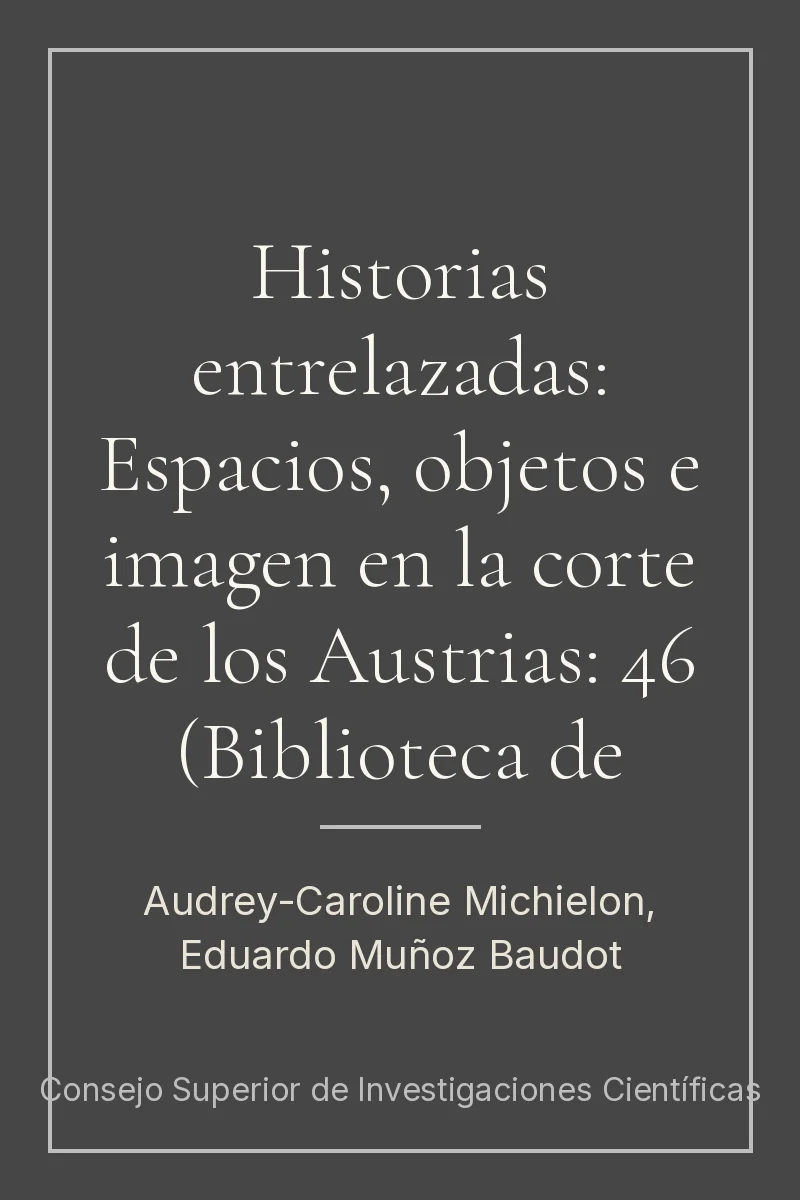 Historias
entrelazadas:
Espacios, objetos e
imagen en la corte
de los Austrias: 46
(Biblioteca de
Audrey-Caroline Michielon,
Eduardo Muñoz Baudot
Consejo Superior de Investigaciones Científicas